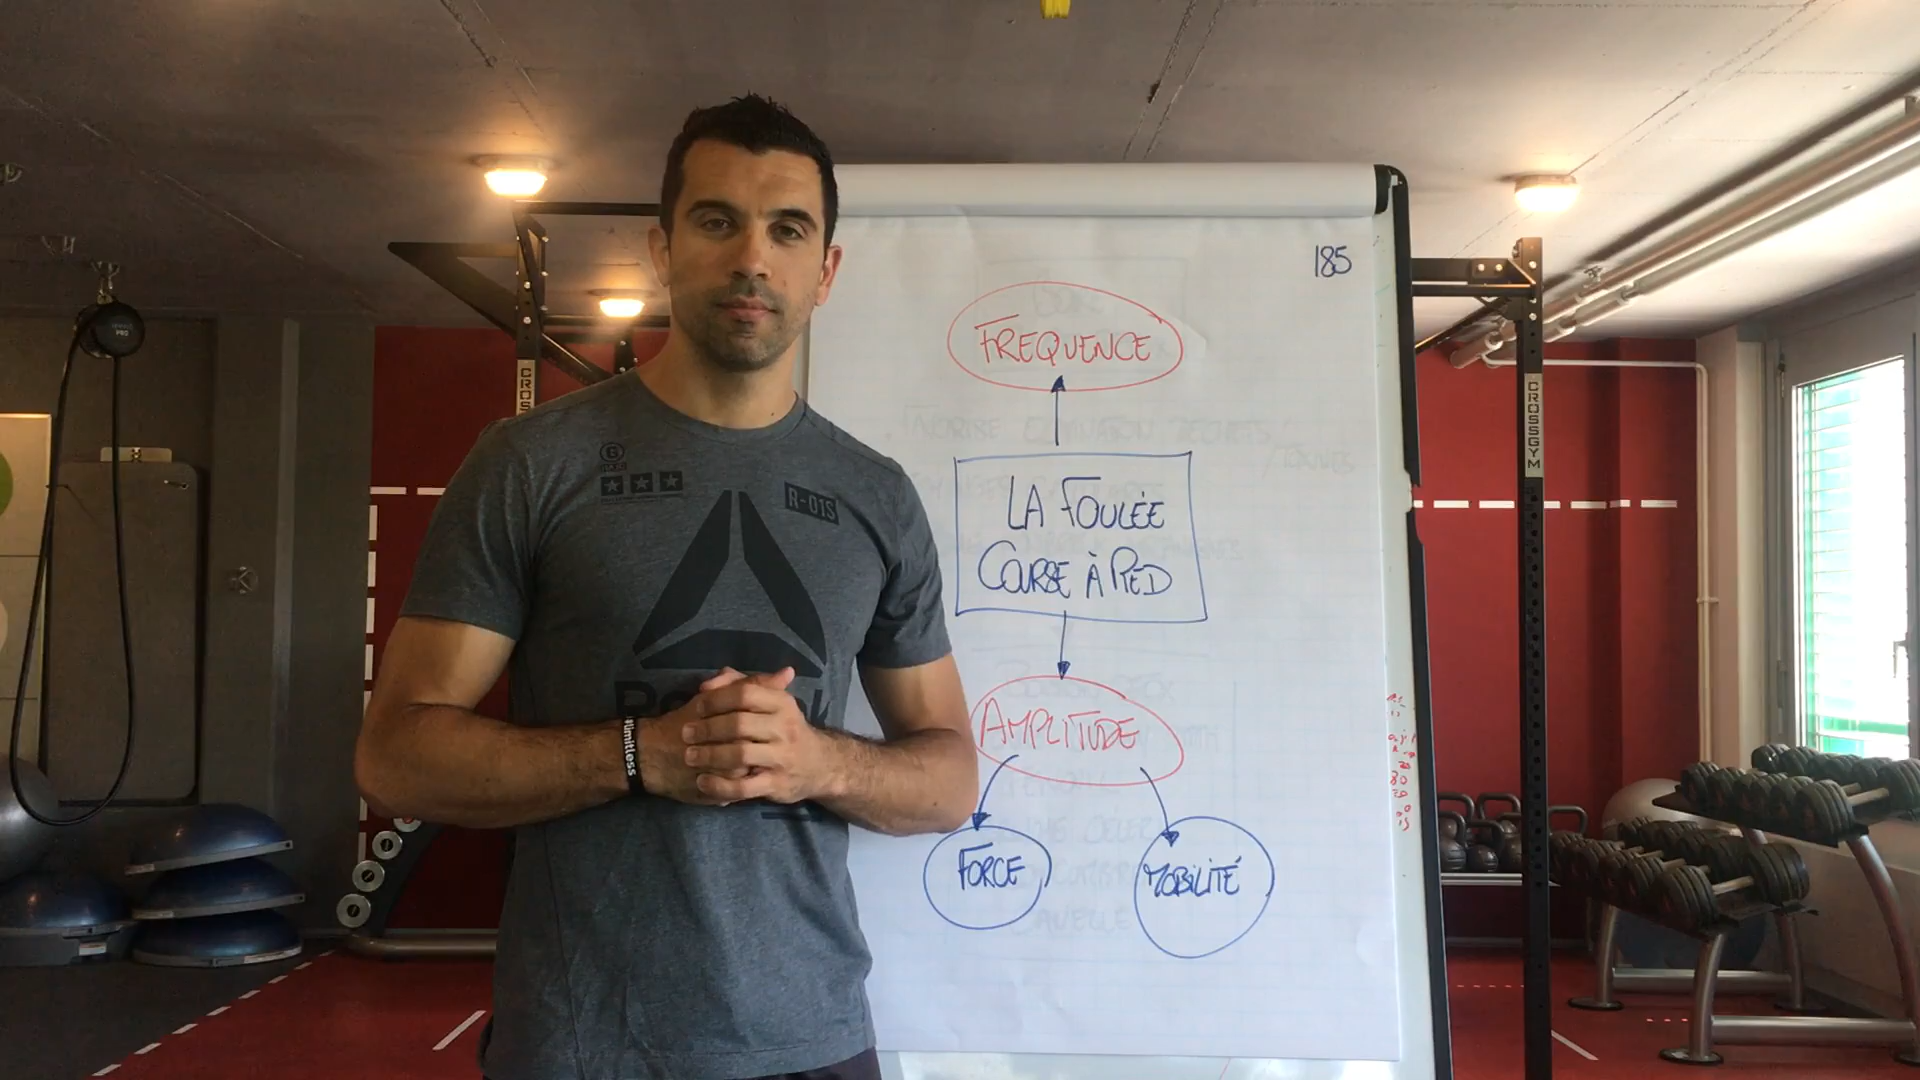 185
FREQUENCE
LA FOULÉE
COURSE À PIED
AMPLITUDE
FORCE
MOBILITÉ
R-01S
CROSSGYM